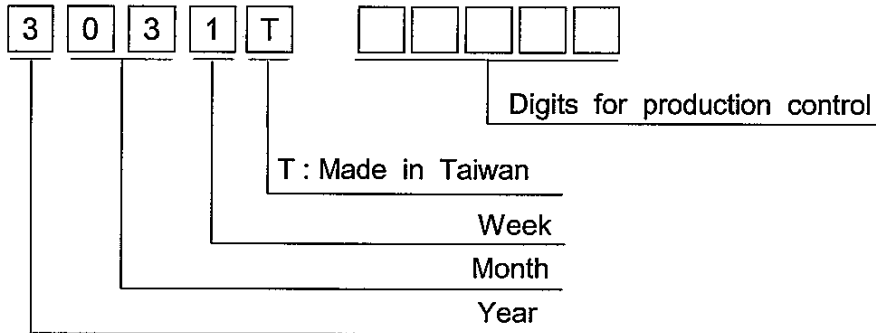 3 0 3 1 T
Digits for production control
T : Made in Taiwan
Week
Month
Year